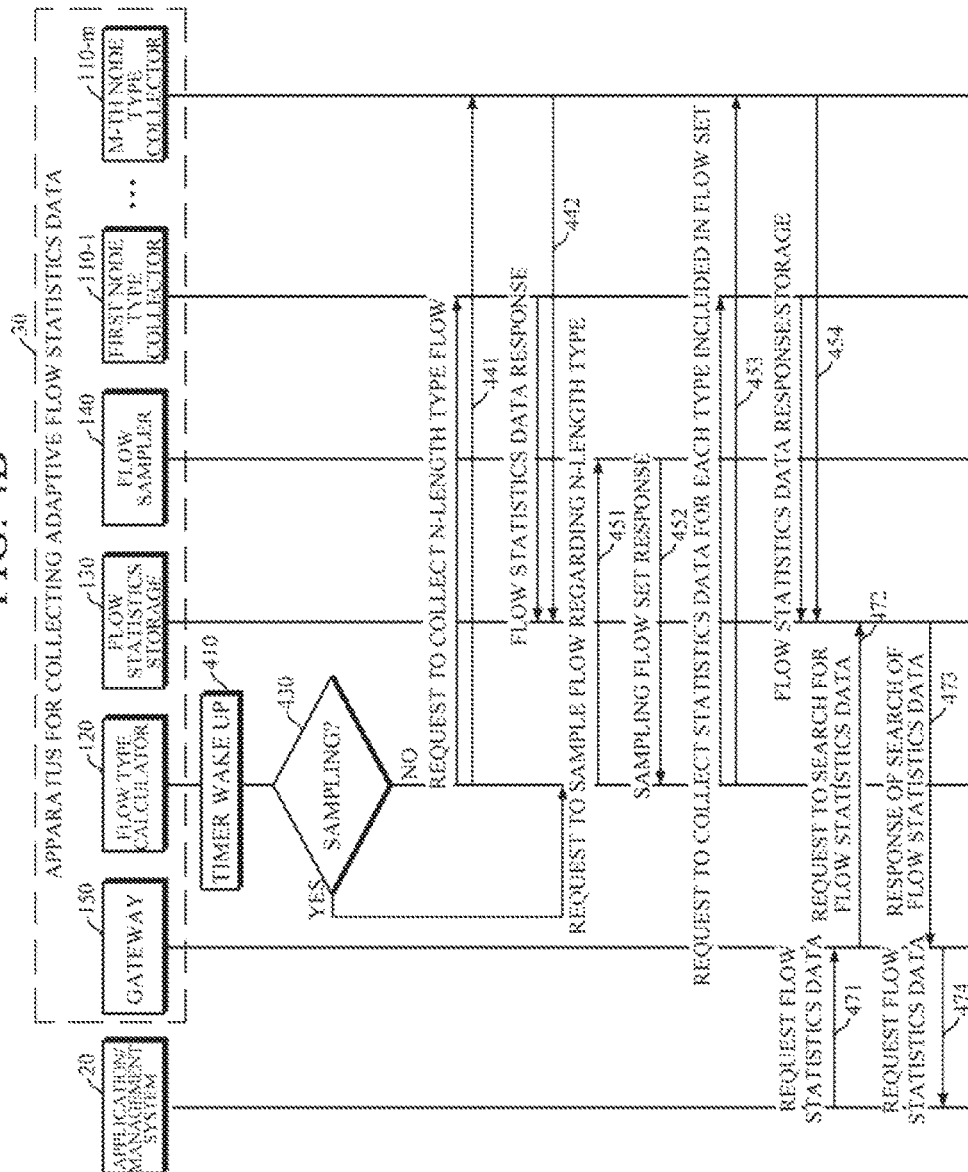 FIG. 4B
APPARATUS FOR COLLECTING ADAPTIVE FLOW STATISTICS DATA
30
20
APPLICATION/
MANAGEMENT
SYSTEM
150
GATEWAY
120
FLOW TYPE
CALCULATOR
130
FLOW
STATISTICS
STORAGE
140
FLOW
SAMPLER
110-1
FIRST NODE
TYPE
COLLECTOR
...
110-m
M-TH NODE
TYPE
COLLECTOR
TIMER WAKE UP
410
SAMPLING?
430
YES
NO
REQUEST TO COLLECT N-LENGTH TYPE FLOW
441
FLOW STATISTICS DATA RESPONSE
442
REQUEST TO SAMPLE FLOW REGARDING N-LENGTH TYPE
451
SAMPLING FLOW SET RESPONSE
452
REQUEST TO COLLECT STATISTICS DATA FOR EACH TYPE INCLUDED IN FLOW SET
453
FLOW STATISTICS DATA RESPONSE/STORAGE
454
REQUEST FLOW
STATISTICS DATA
471
REQUEST TO SEARCH FOR
FLOW STATISTICS DATA
472
RESPONSE OF SEARCH OF
FLOW STATISTICS DATA
473
REQUEST FLOW
STATISTICS DATA
474